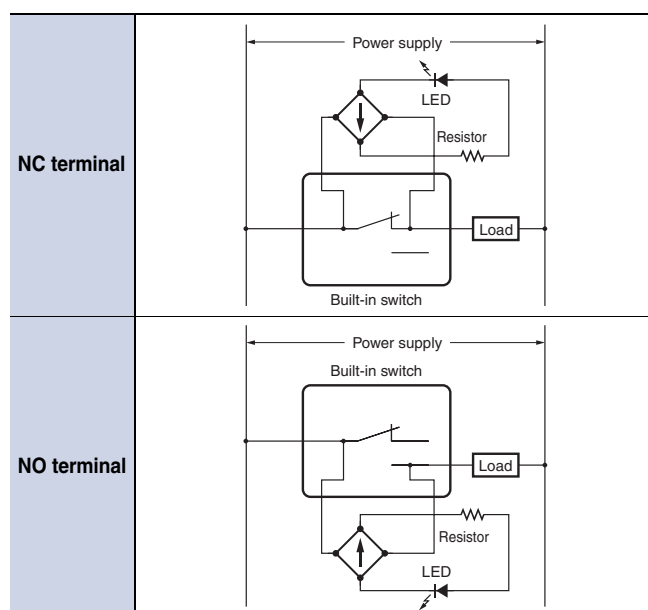 NC terminal
Power supply
LED
Resistor
Load
Built-in switch
NO terminal
Power supply
Built-in switch
Load
Resistor
LED